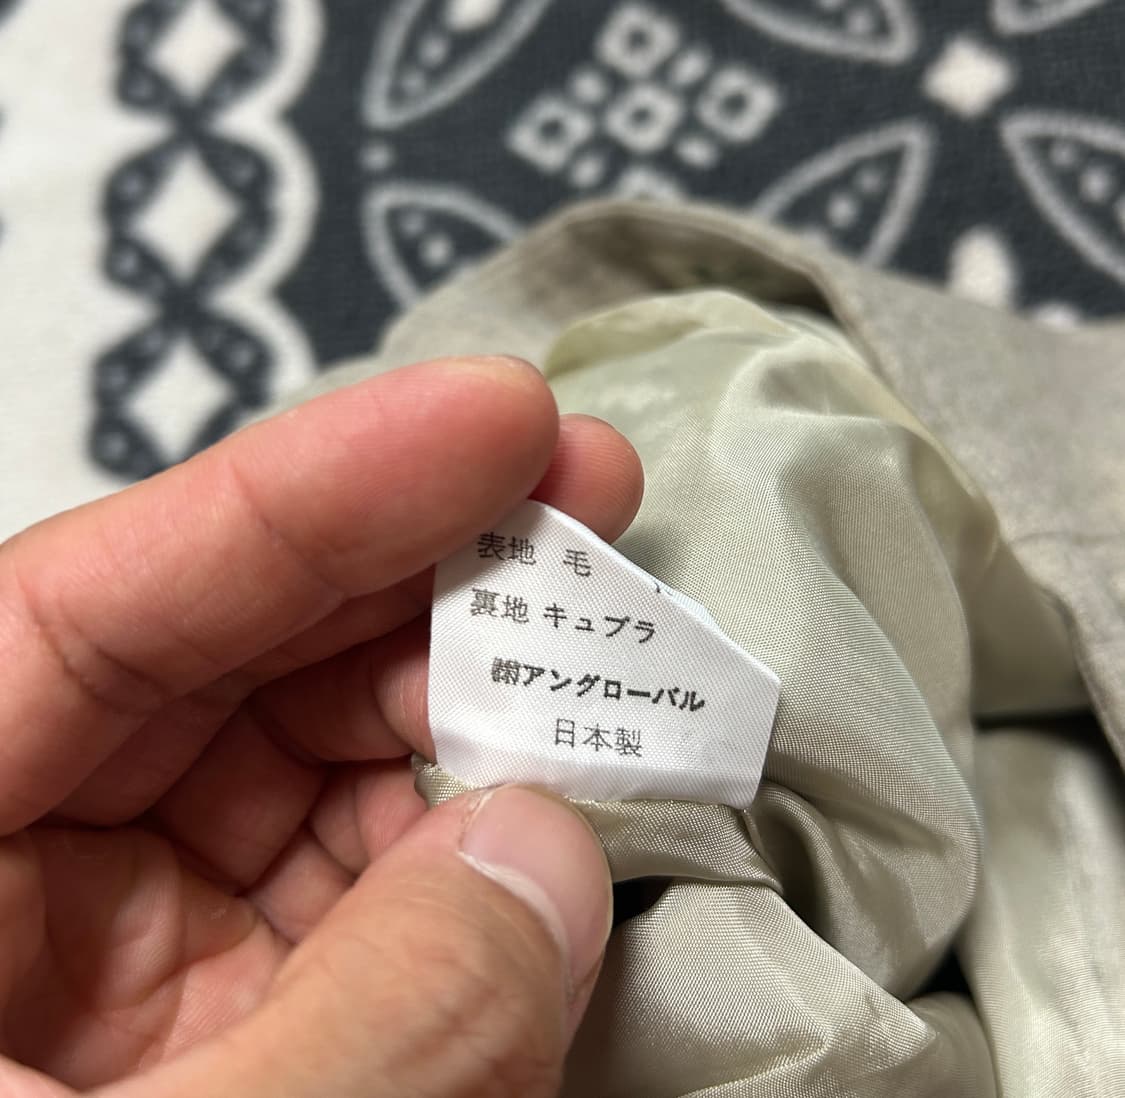 表地 毛
裏地 キュプラ
㈱アングローバル
日本製